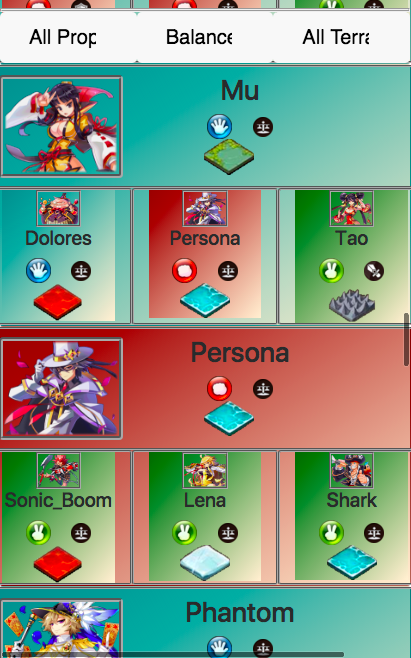 All Prop
Balance
All Terra
Mu
Dolores
Persona
Tao
Persona
Sonic_Boom
Lena
Shark
Phantom